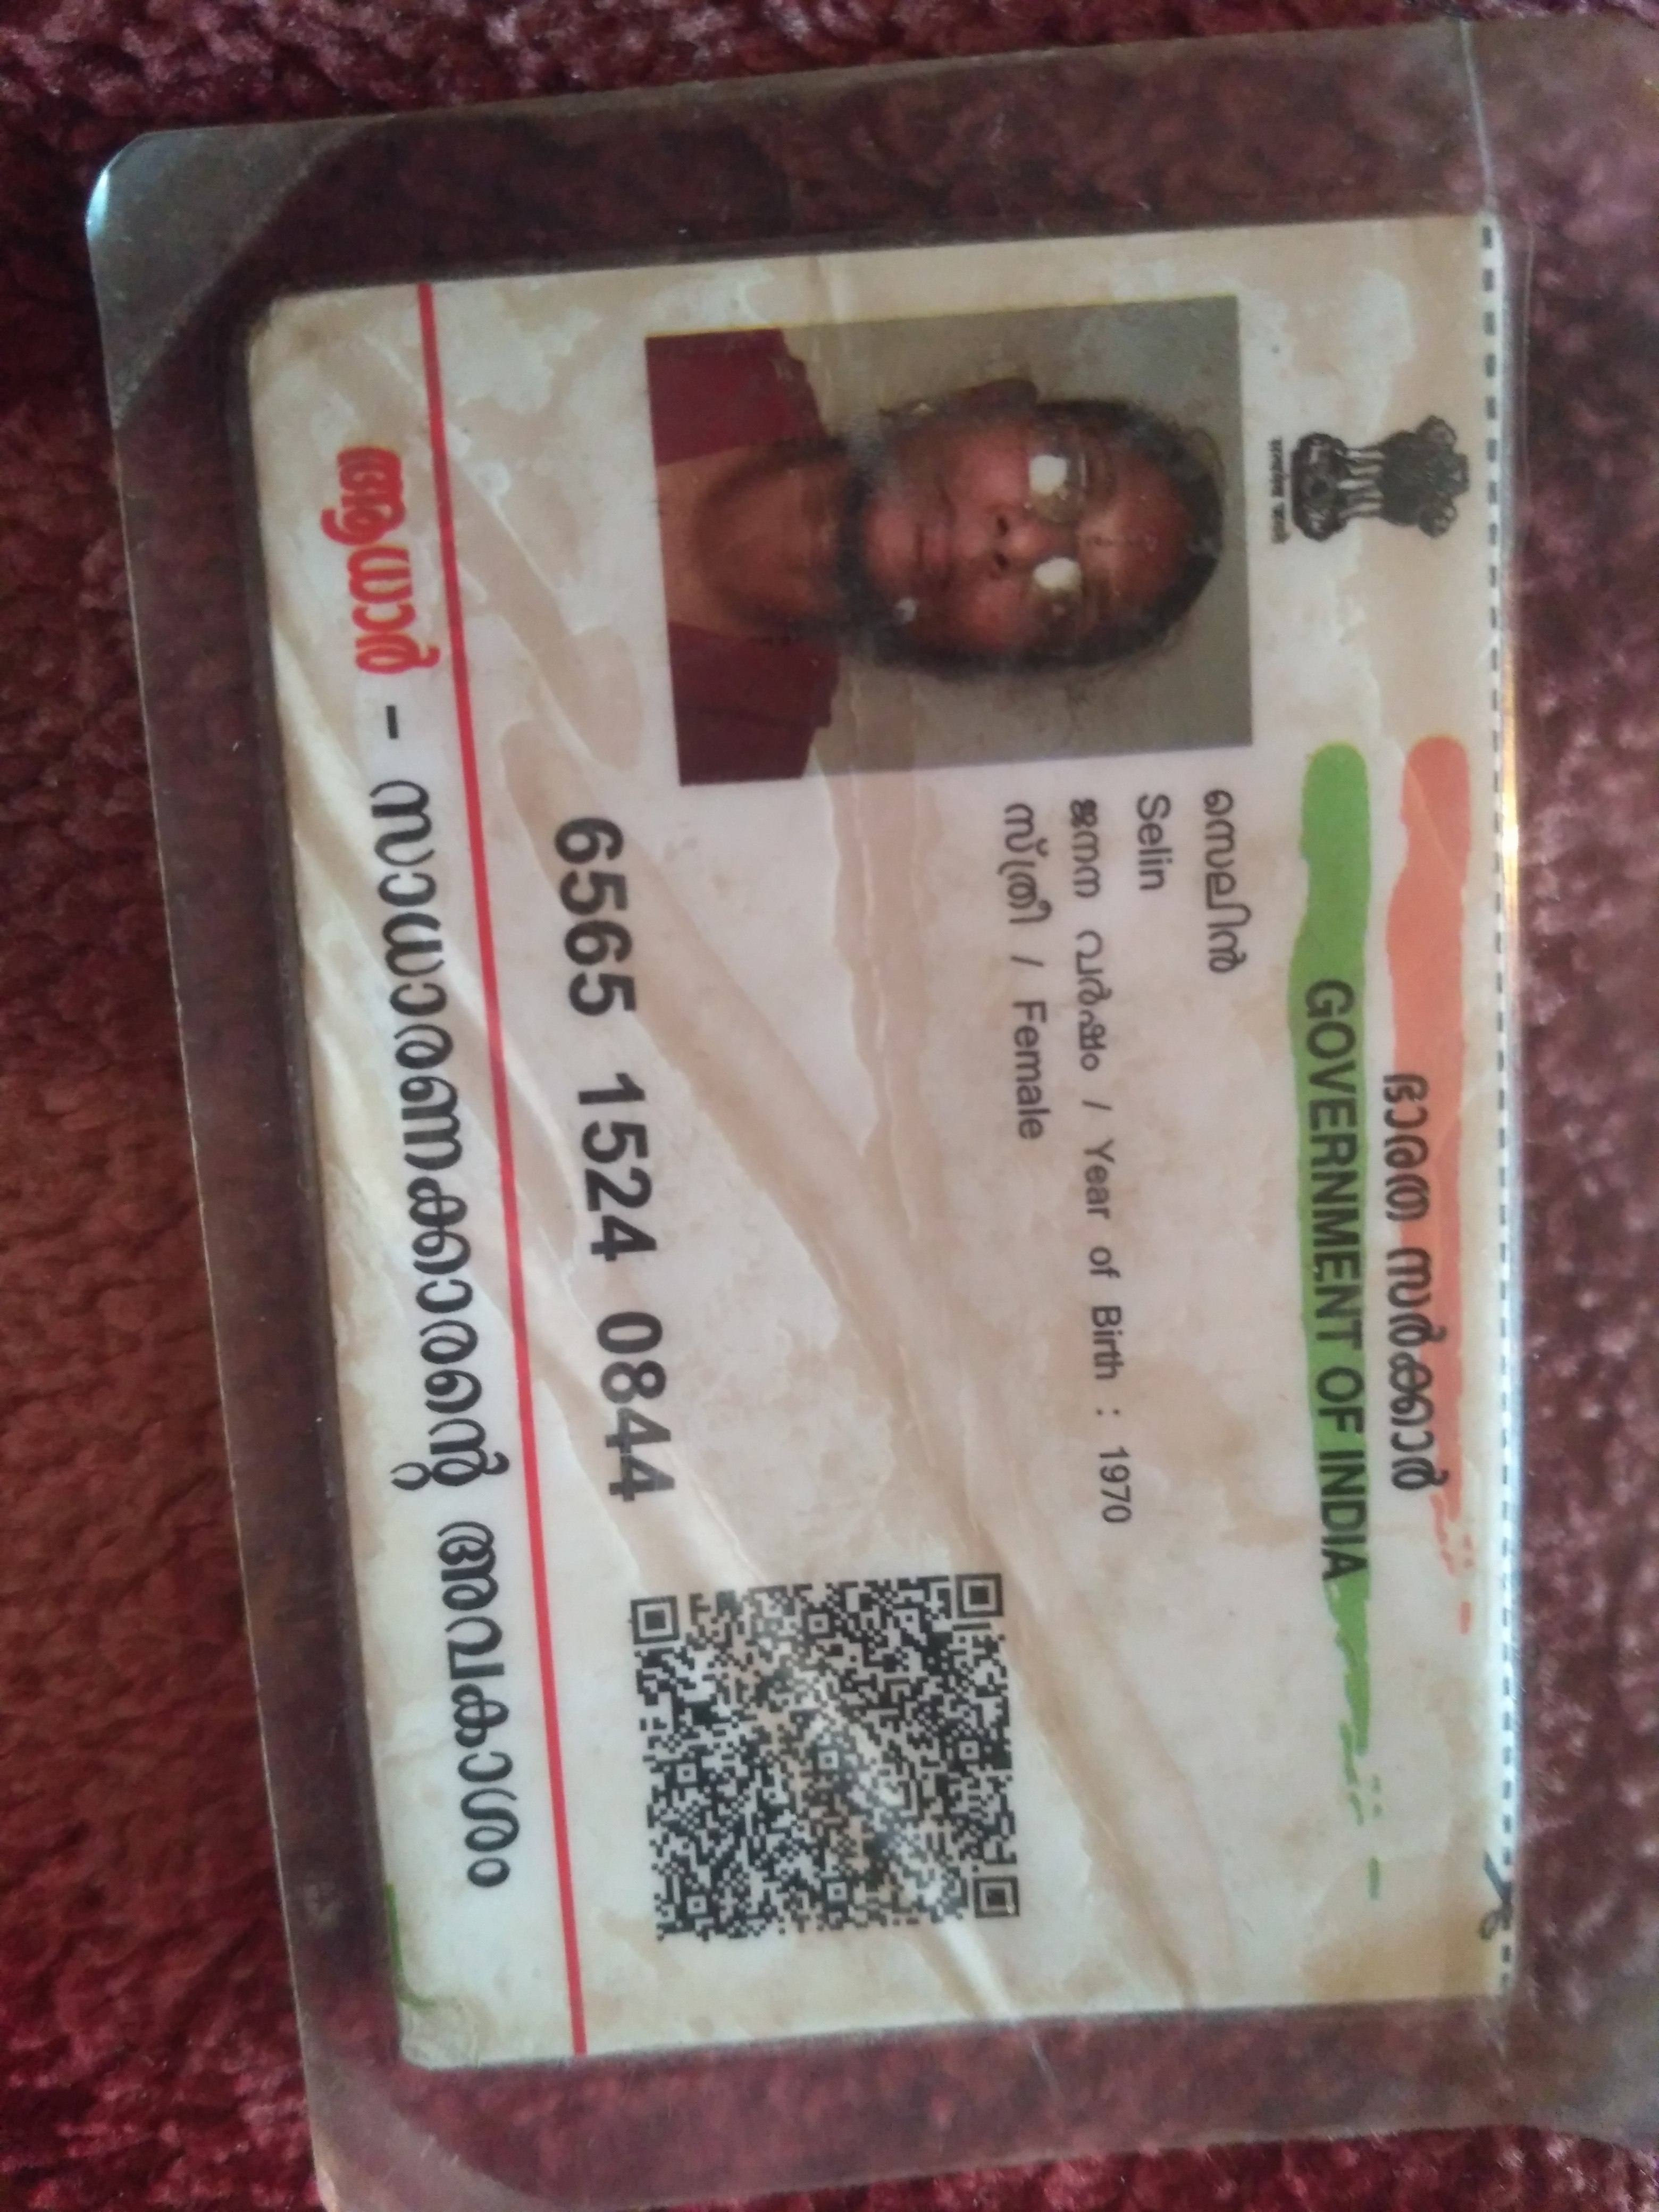 ഭാരത സർക്കാർ
GOVERNMENT OF INDIA
सत्यमेव जयते
സെലിൻ
Selin
ജനന വർഷം / Year of Birth : 1970
സ്ത്രീ / Female
6565 1524 0844
ആധാർ - സാധാരണക്കാരന്റെ അവകാശം